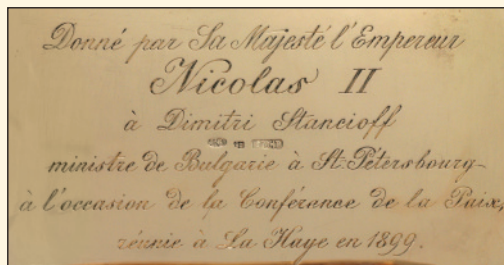 Donné par Sa Majesté l'Empereur
Nicolas II
à Dimitri Stancioff
ministre de Bulgarie à St. Pétersbourg
à l'occasion de la Conférence de la Paix,
réunie à La Haye en 1899.